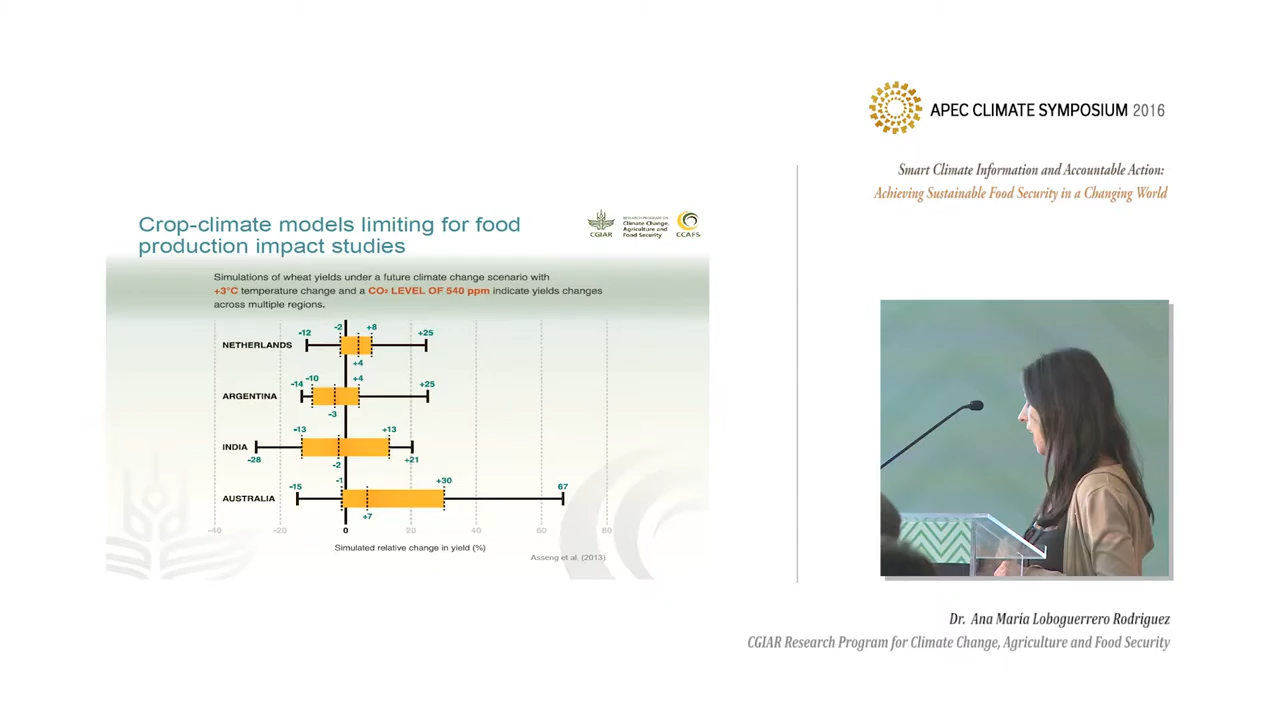 APEC CLIMATE SYMPOSIUM 2016
Smart Climate Information and Accountable Action:
Achieving Sustainable Food Security in a Changing World
Crop-climate models limiting for food
production impact studies
CGIAR
RESEARCH PROGRAM ON
Climate Change,
Agriculture and
Food Security
CCAFS
Simulations of wheat yields under a future climate change scenario with
+3°C temperature change and a CO₂ LEVEL OF 540 ppm indicate yields changes
across multiple regions.
-12 -2 +8 +25
NETHERLANDS
+4
-14 -10 +4 +25
ARGENTINA
-3
-13 +13
INDIA
-28 -2 +21
-15 -1 +30 67
AUSTRALIA
+7
-40 -20 0 20 40 60 80
Simulated relative change in yield (%)
Asseng et al. (2013)
Dr. Ana Maria Loboguerrero Rodriguez
CGIAR Research Program for Climate Change, Agriculture and Food Security